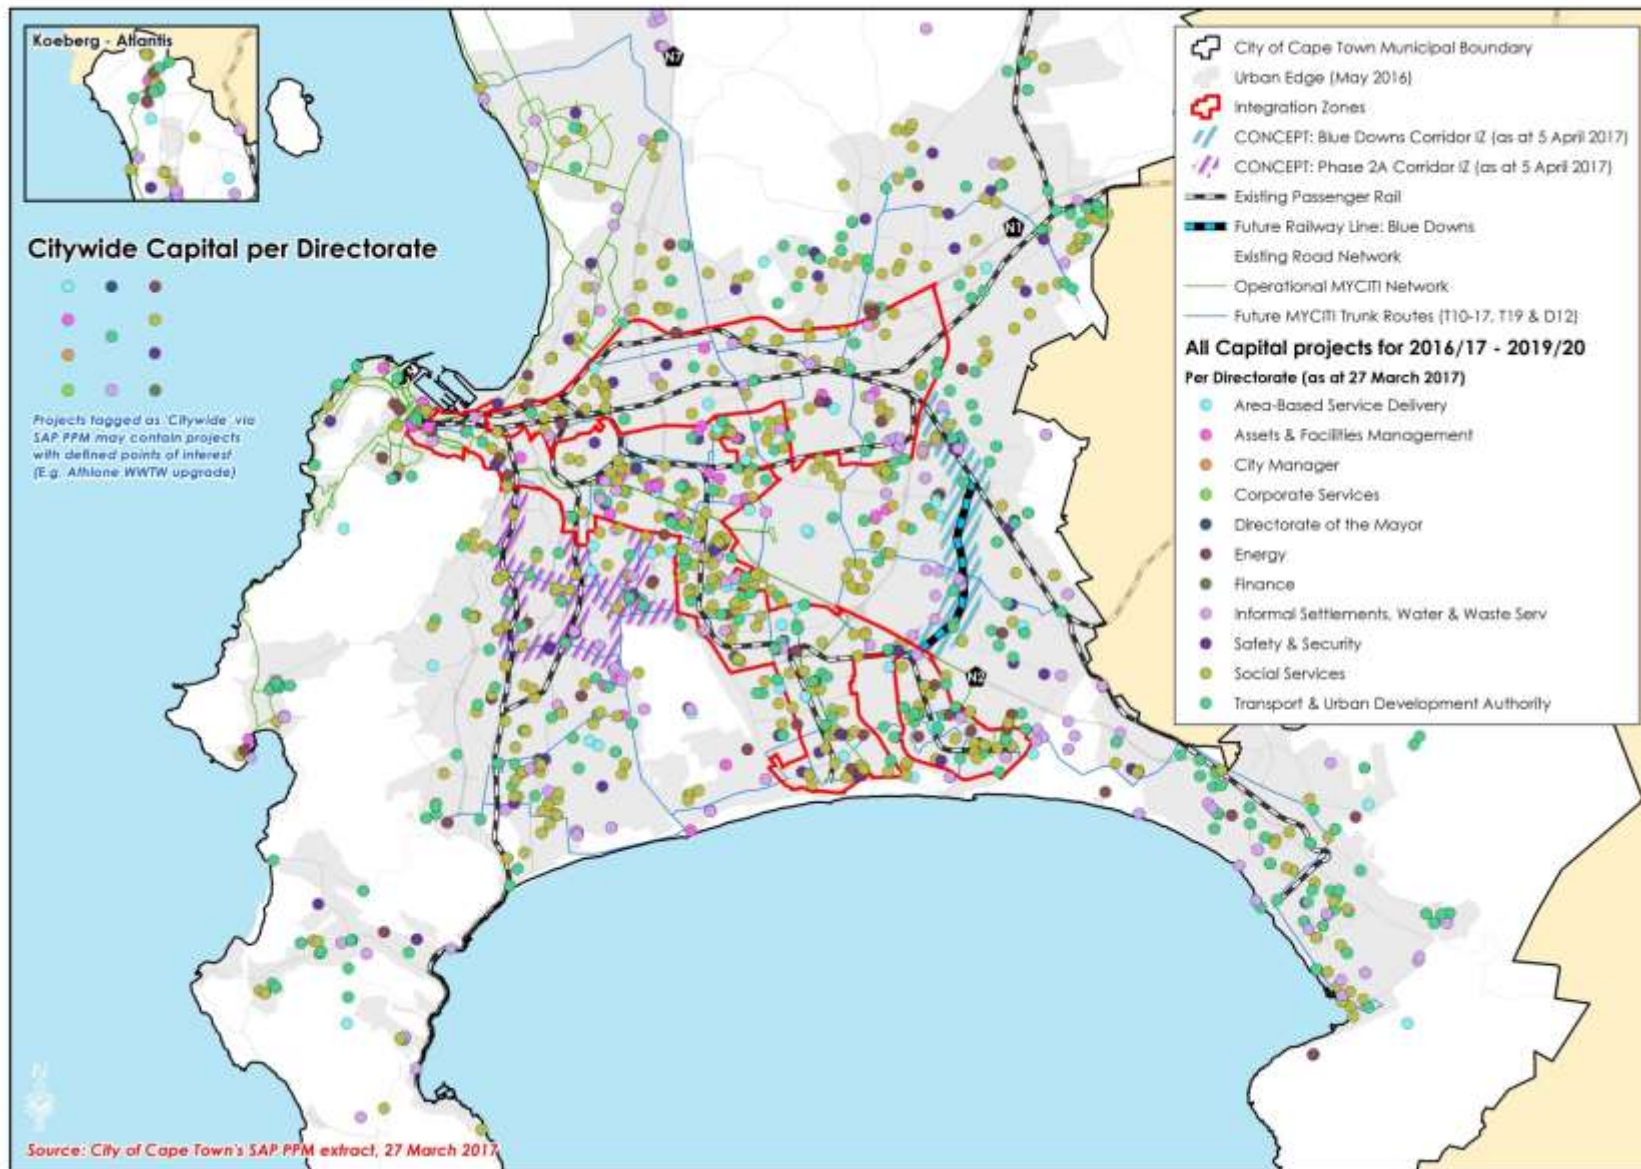 Koeberg - Atlantis
Citywide Capital per Directorate
Projects tagged as 'Citywide' via
SAP PPM may contain projects
with defined points of interest
(E.g. Athlone WWTW upgrade)
N7
N1
N2
City of Cape Town Municipal Boundary
Urban Edge (May 2016)
Integration Zones
CONCEPT: Blue Downs Corridor IZ (as at 5 April 2017)
CONCEPT: Phase 2A Corridor IZ (as at 5 April 2017)
Existing Passenger Rail
Future Railway Line: Blue Downs
Existing Road Network
Operational MYCITI Network
Future MYCITI Trunk Routes (T10-17, T19 & D12)
All Capital projects for 2016/17 - 2019/20
Per Directorate (as at 27 March 2017)
Area-Based Service Delivery
Assets & Facilities Management
City Manager
Corporate Services
Directorate of the Mayor
Energy
Finance
Informal Settlements, Water & Waste Serv
Safety & Security
Social Services
Transport & Urban Development Authority
N
Source: City of Cape Town's SAP PPM extract, 27 March 2017